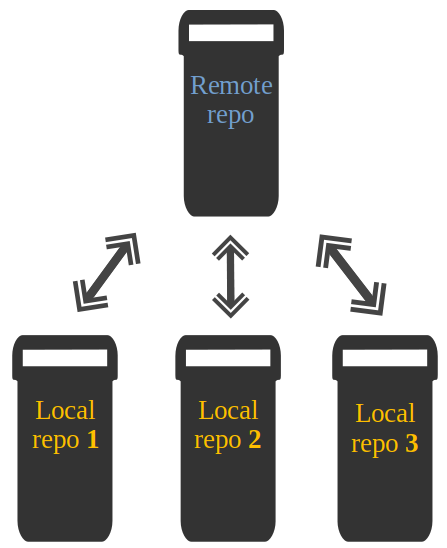 Remote
repo
Local
repo 1
Local
repo 2
Local
repo 3